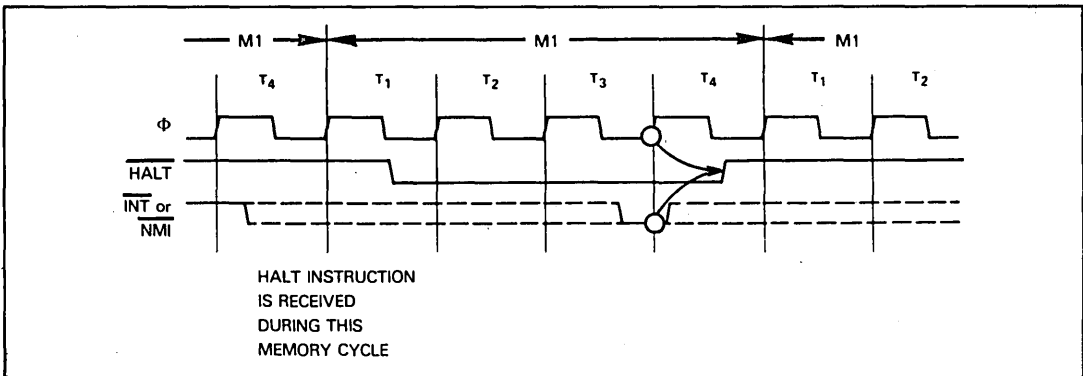 M1 M1 M1
T4 T1 T2 T3 T4 T1 T2
Φ
HALT
INT or
NMI
HALT INSTRUCTION
IS RECEIVED
DURING THIS
MEMORY CYCLE